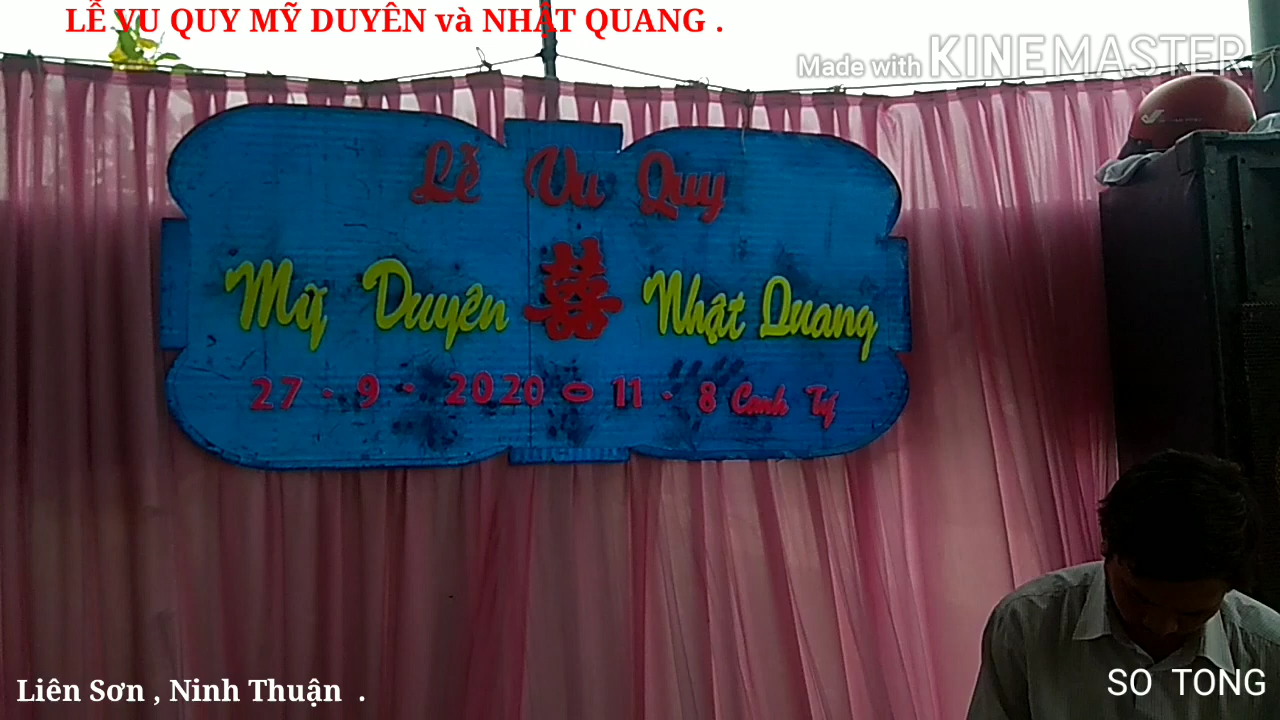 LỄ VU QUY MỸ DUYÊN và NHẬT QUANG .
Made with KINEMASTER
Lễ Vu Quy
Mỹ Duyên 囍 Nhật Quang
27 - 9 - 2020 - 11 - 8 Canh Tý
Liên Sơn , Ninh Thuận .
SO TONG